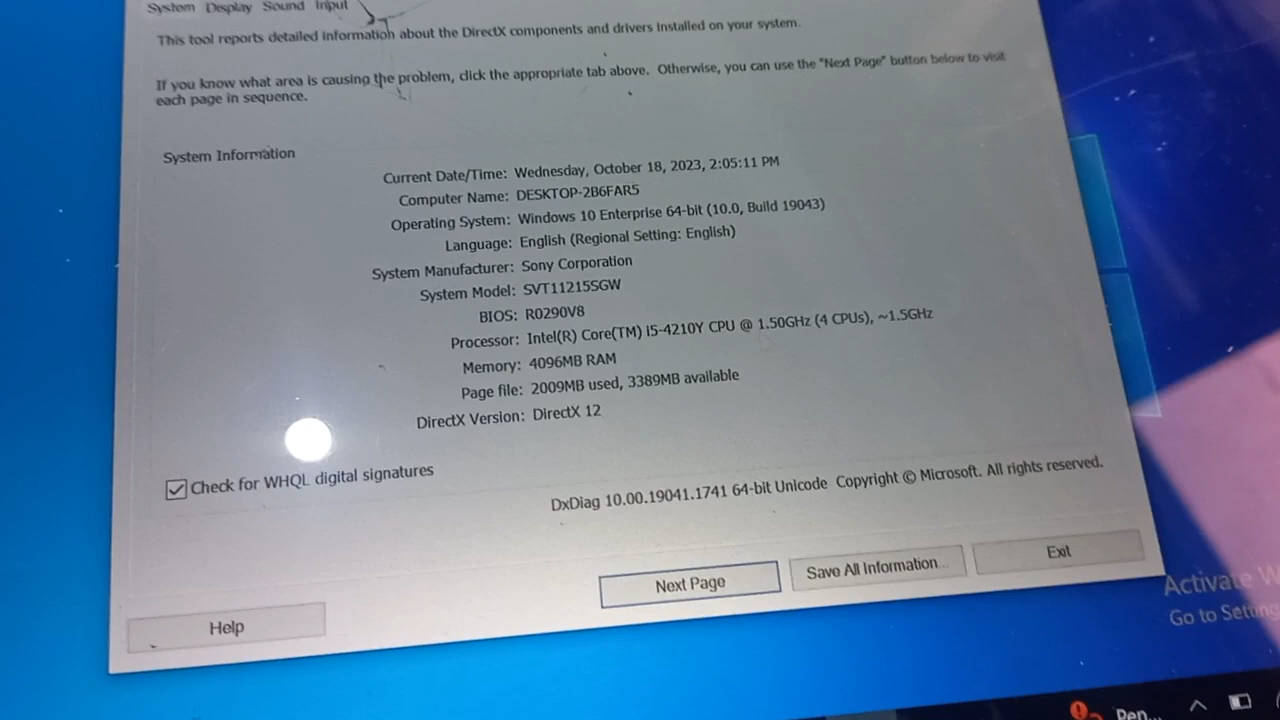 System Display Sound Input
This tool reports detailed information about the DirectX components and drivers installed on your system.
If you know what area is causing the problem, click the appropriate tab above. Otherwise, you can use the "Next Page" button below to visit
each page in sequence.
System Information
Current Date/Time: Wednesday, October 18, 2023, 2:05:11 PM
Computer Name: DESKTOP-2B6FAR5
Operating System: Windows 10 Enterprise 64-bit (10.0, Build 19043)
Language: English (Regional Setting: English)
System Manufacturer: Sony Corporation
System Model: SVT11215SGW
BIOS: R0290V8
Processor: Intel(R) Core(TM) i5-4210Y CPU @ 1.50GHz (4 CPUs), ~1.5GHz
Memory: 4096MB RAM
Page file: 2009MB used, 3389MB available
DirectX Version: DirectX 12
Check for WHQL digital signatures
DxDiag 10.00.19041.1741 64-bit Unicode Copyright © Microsoft. All rights reserved.
Help
Next Page
Save All Information...
Exit
Activate
Go to